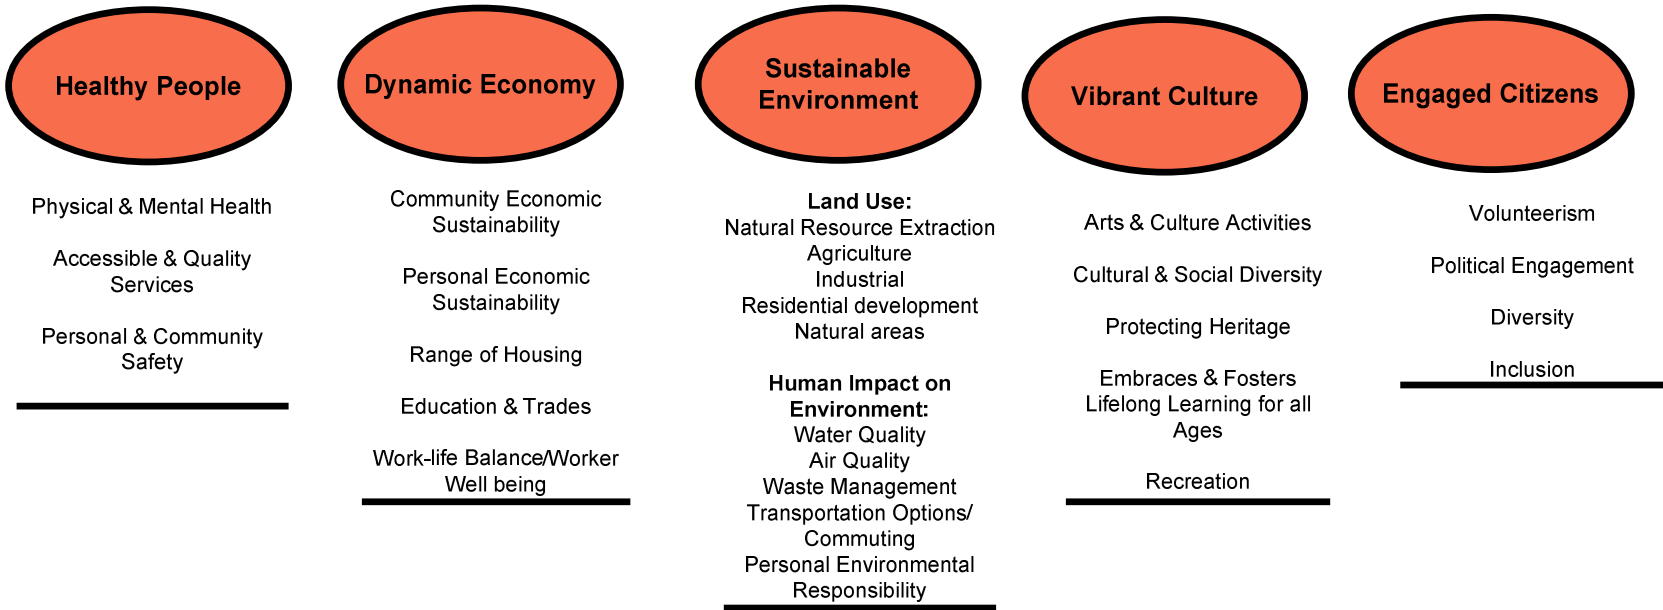 Healthy People
Physical & Mental Health
Accessible & Quality
Services
Personal & Community
Safety
Dynamic Economy
Community Economic
Sustainability
Personal Economic
Sustainability
Range of Housing
Education & Trades
Work-life Balance/Worker
Well being
Sustainable
Environment
Land Use:
Natural Resource Extraction
Agriculture
Industrial
Residential development
Natural areas
Human Impact on
Environment:
Water Quality
Air Quality
Waste Management
Transportation Options/
Commuting
Personal Environmental
Responsibility
Vibrant Culture
Arts & Culture Activities
Cultural & Social Diversity
Protecting Heritage
Embraces & Fosters
Lifelong Learning for all
Ages
Recreation
Engaged Citizens
Volunteerism
Political Engagement
Diversity
Inclusion